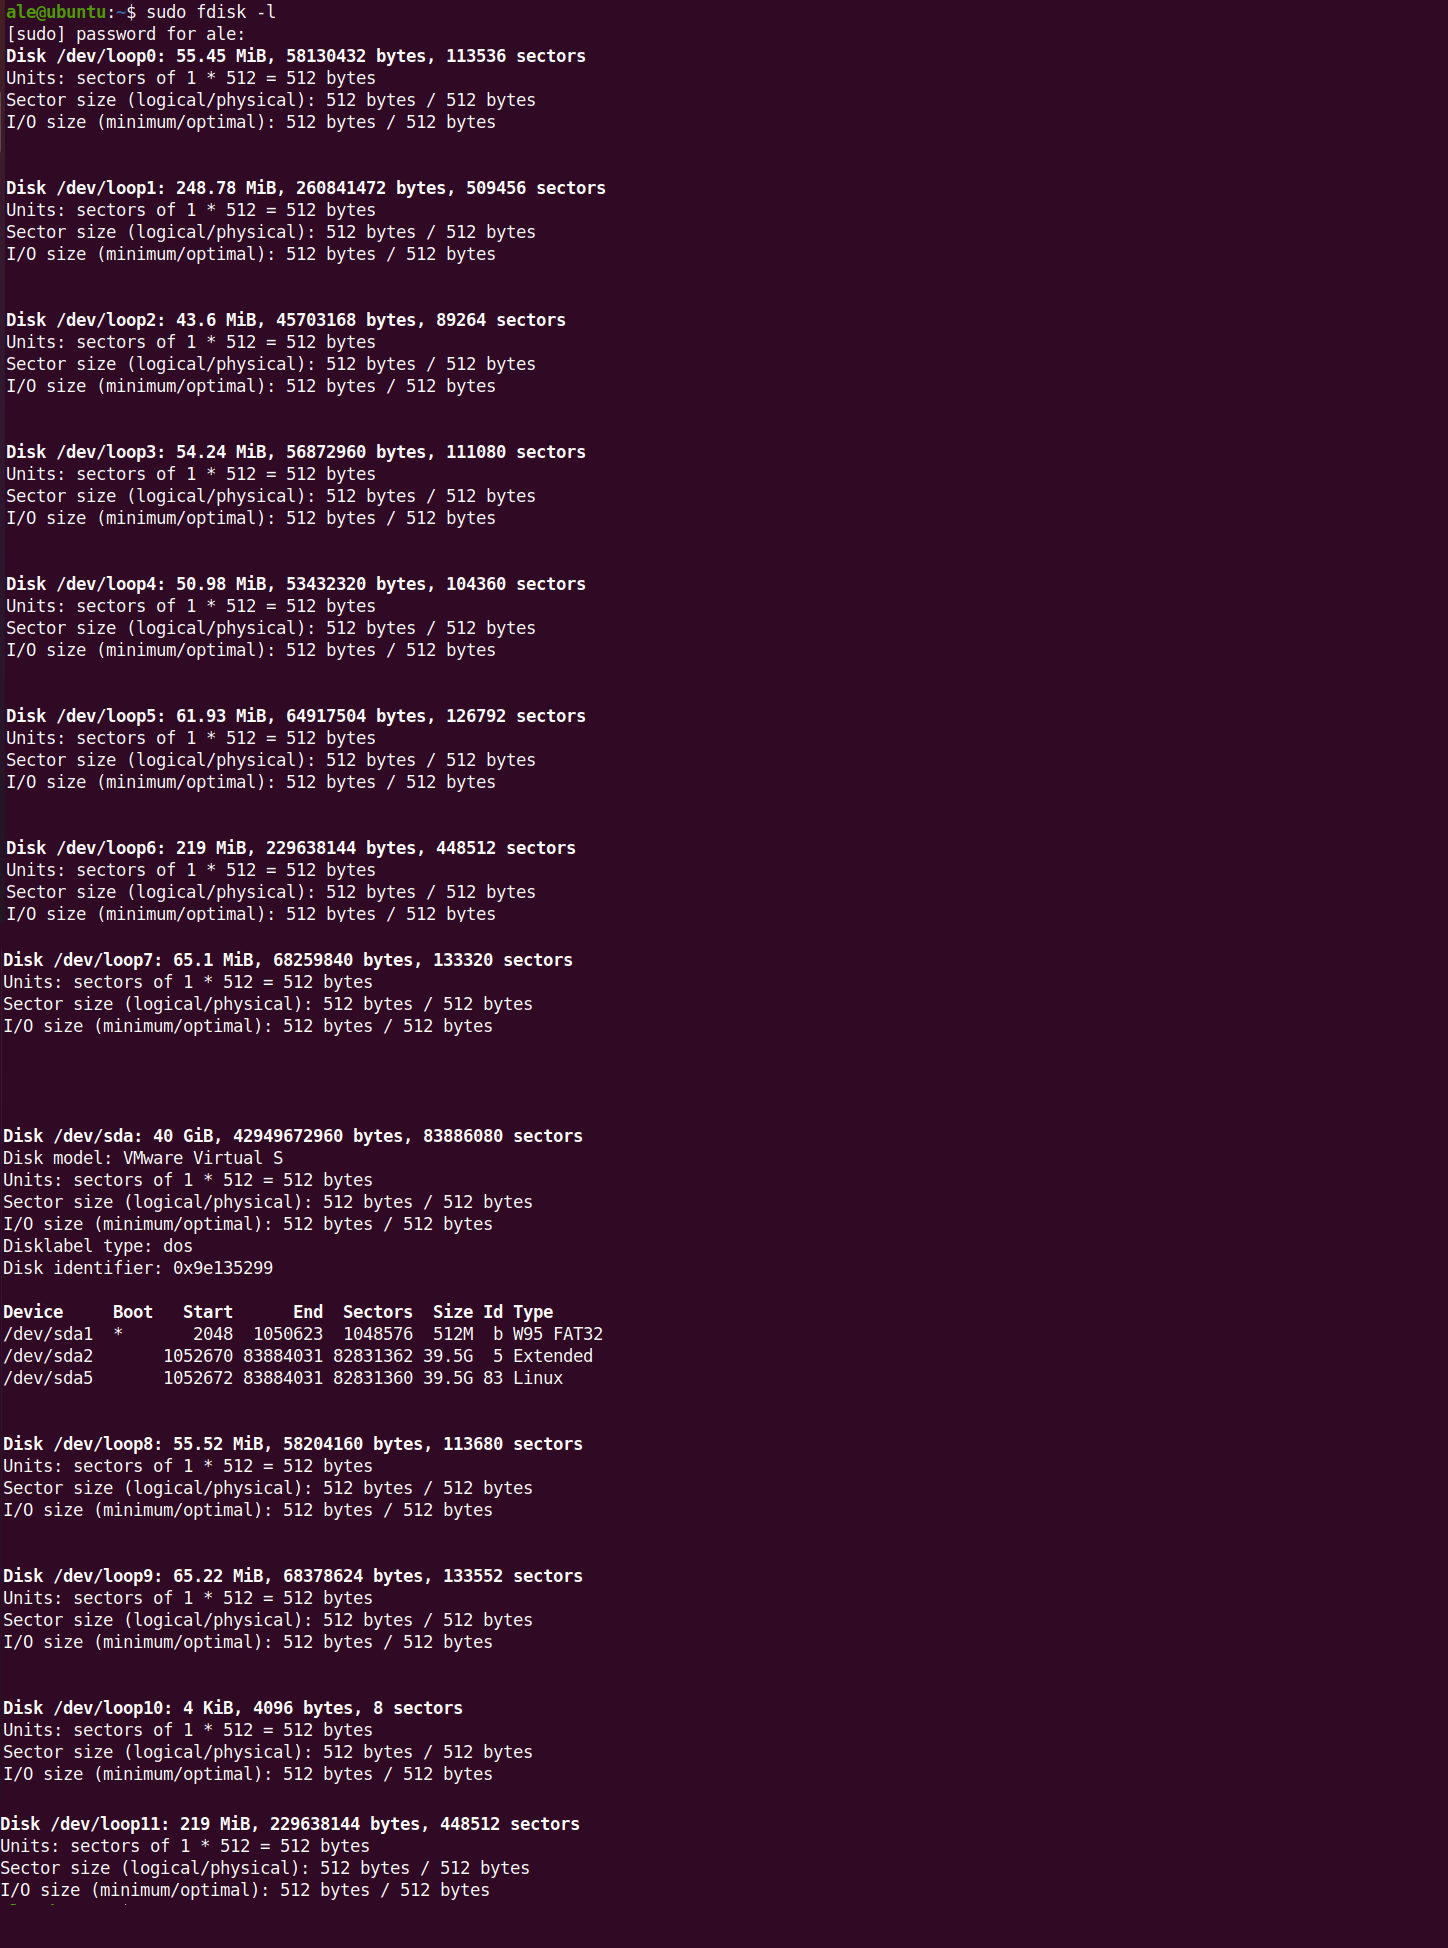 ale@ubuntu:~$ sudo fdisk -l
[sudo] password for ale:
Disk /dev/loop0: 55.45 MiB, 58130432 bytes, 113536 sectors
Units: sectors of 1 * 512 = 512 bytes
Sector size (logical/physical): 512 bytes / 512 bytes
I/O size (minimum/optimal): 512 bytes / 512 bytes
Disk /dev/loop1: 248.78 MiB, 260841472 bytes, 509456 sectors
Units: sectors of 1 * 512 = 512 bytes
Sector size (logical/physical): 512 bytes / 512 bytes
I/O size (minimum/optimal): 512 bytes / 512 bytes
Disk /dev/loop2: 43.6 MiB, 45703168 bytes, 89264 sectors
Units: sectors of 1 * 512 = 512 bytes
Sector size (logical/physical): 512 bytes / 512 bytes
I/O size (minimum/optimal): 512 bytes / 512 bytes
Disk /dev/loop3: 54.24 MiB, 56872960 bytes, 111080 sectors
Units: sectors of 1 * 512 = 512 bytes
Sector size (logical/physical): 512 bytes / 512 bytes
I/O size (minimum/optimal): 512 bytes / 512 bytes
Disk /dev/loop4: 50.98 MiB, 53432320 bytes, 104360 sectors
Units: sectors of 1 * 512 = 512 bytes
Sector size (logical/physical): 512 bytes / 512 bytes
I/O size (minimum/optimal): 512 bytes / 512 bytes
Disk /dev/loop5: 61.93 MiB, 64917504 bytes, 126792 sectors
Units: sectors of 1 * 512 = 512 bytes
Sector size (logical/physical): 512 bytes / 512 bytes
I/O size (minimum/optimal): 512 bytes / 512 bytes
Disk /dev/loop6: 219 MiB, 229638144 bytes, 448512 sectors
Units: sectors of 1 * 512 = 512 bytes
Sector size (logical/physical): 512 bytes / 512 bytes
I/O size (minimum/optimal): 512 bytes / 512 bytes
Disk /dev/loop7: 65.1 MiB, 68259840 bytes, 133320 sectors
Units: sectors of 1 * 512 = 512 bytes
Sector size (logical/physical): 512 bytes / 512 bytes
I/O size (minimum/optimal): 512 bytes / 512 bytes
Disk /dev/sda: 40 GiB, 42949672960 bytes, 83886080 sectors
Disk model: VMware Virtual S
Units: sectors of 1 * 512 = 512 bytes
Sector size (logical/physical): 512 bytes / 512 bytes
I/O size (minimum/optimal): 512 bytes / 512 bytes
Disklabel type: dos
Disk identifier: 0x9e135299
Device     Boot   Start      End  Sectors  Size Id Type
/dev/sda1  *       2048  1050623  1048576  512M  b W95 FAT32
/dev/sda2       1052670 83884031 82831362 39.5G  5 Extended
/dev/sda5       1052672 83884031 82831360 39.5G 83 Linux
Disk /dev/loop8: 55.52 MiB, 58204160 bytes, 113680 sectors
Units: sectors of 1 * 512 = 512 bytes
Sector size (logical/physical): 512 bytes / 512 bytes
I/O size (minimum/optimal): 512 bytes / 512 bytes
Disk /dev/loop9: 65.22 MiB, 68378624 bytes, 133552 sectors
Units: sectors of 1 * 512 = 512 bytes
Sector size (logical/physical): 512 bytes / 512 bytes
I/O size (minimum/optimal): 512 bytes / 512 bytes
Disk /dev/loop10: 4 KiB, 4096 bytes, 8 sectors
Units: sectors of 1 * 512 = 512 bytes
Sector size (logical/physical): 512 bytes / 512 bytes
I/O size (minimum/optimal): 512 bytes / 512 bytes
Disk /dev/loop11: 219 MiB, 229638144 bytes, 448512 sectors
Units: sectors of 1 * 512 = 512 bytes
Sector size (logical/physical): 512 bytes / 512 bytes
I/O size (minimum/optimal): 512 bytes / 512 bytes